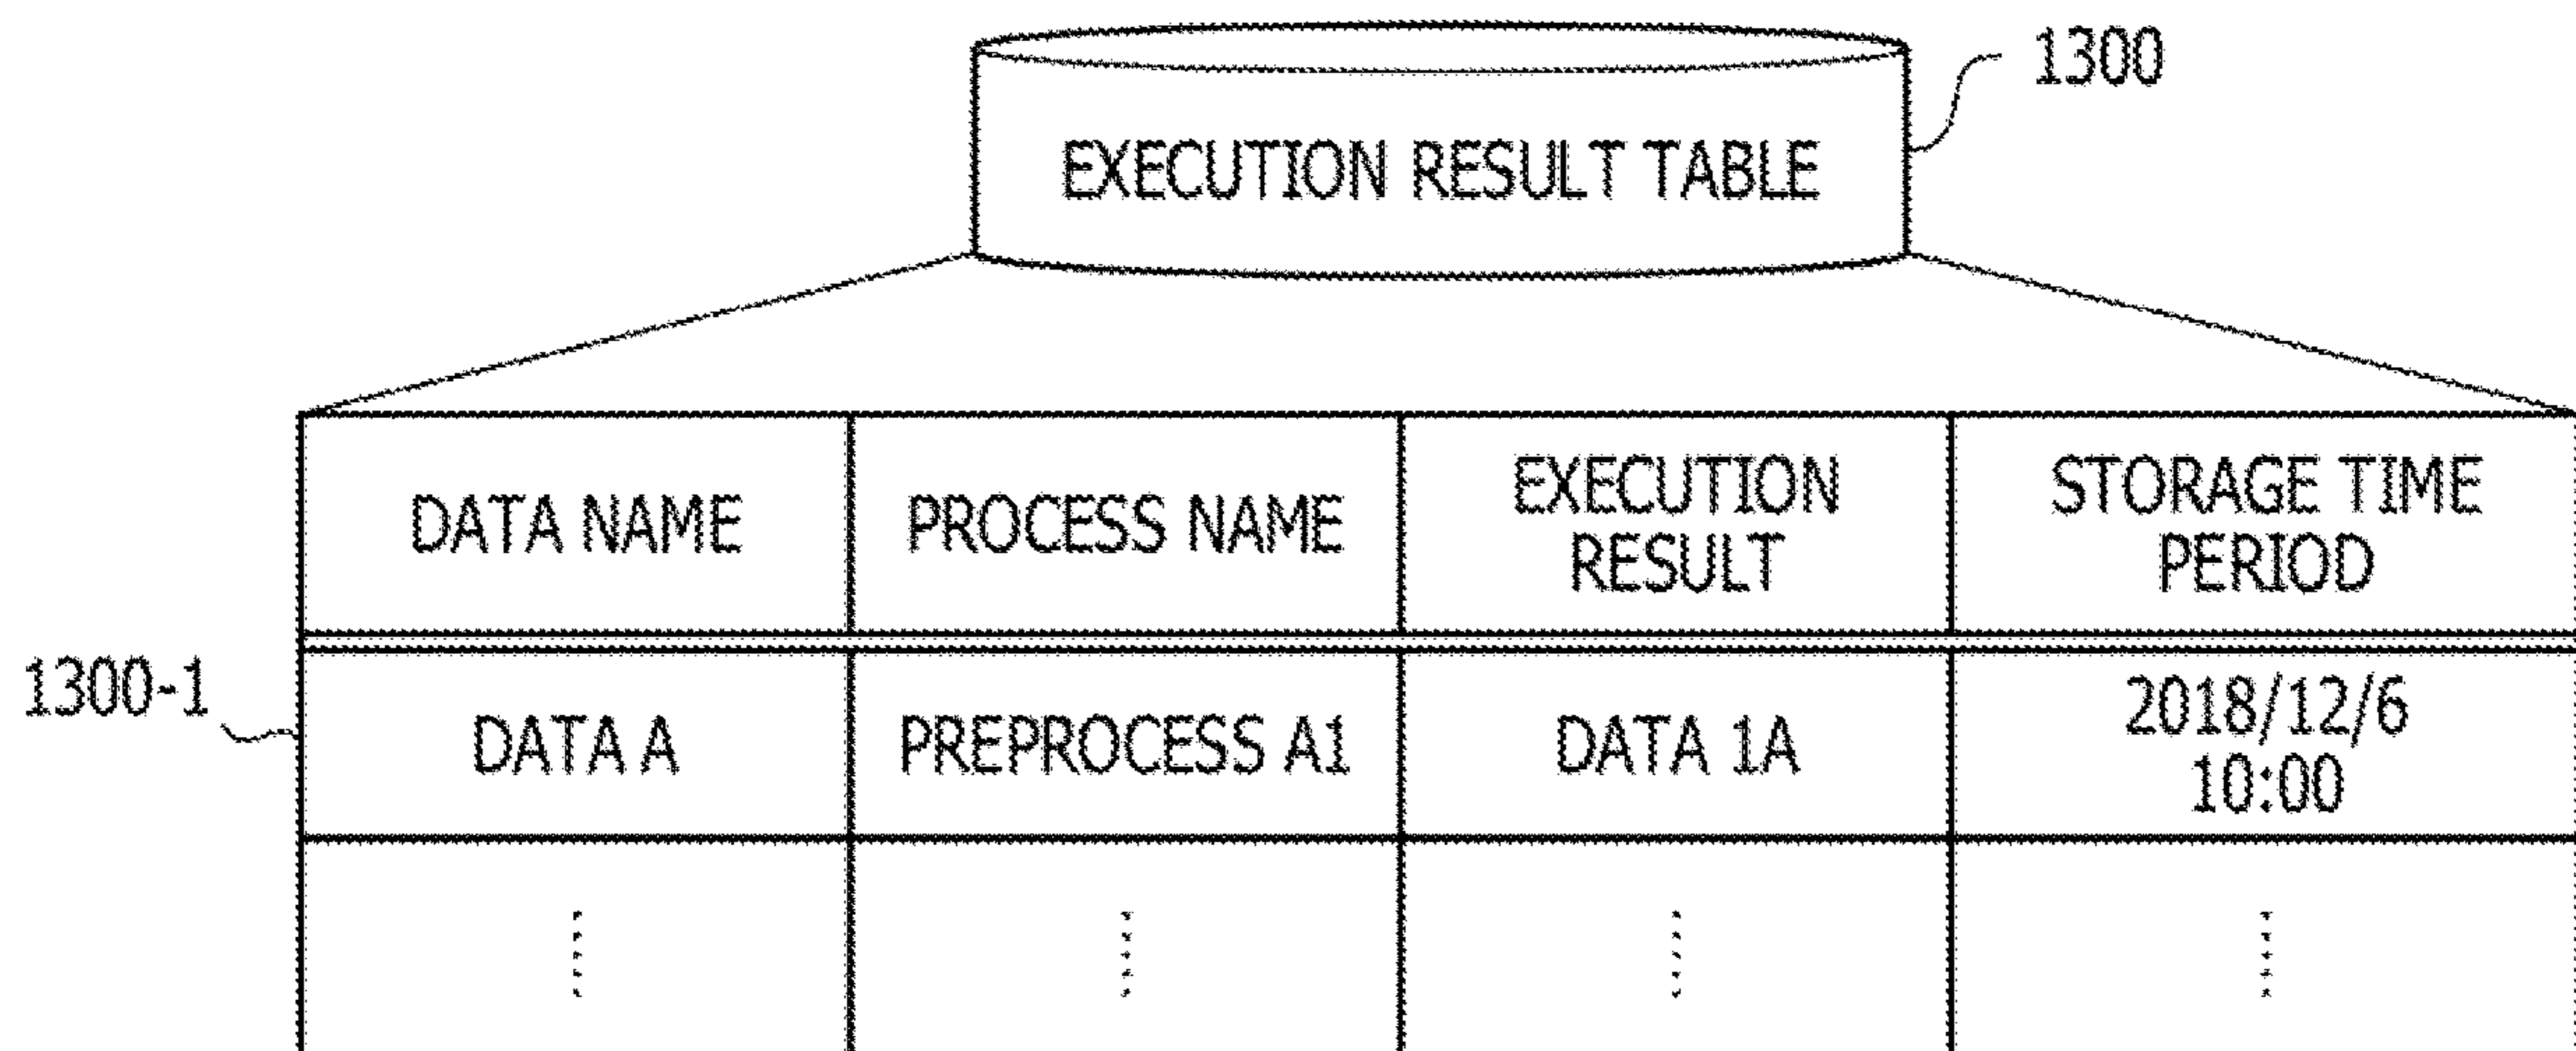 1300
EXECUTION RESULT TABLE
DATA NAME
PROCESS NAME
EXECUTION
RESULT
STORAGE TIME
PERIOD
1300-1
DATA A
PREPROCESS A1
DATA 1A
2018/12/6
10:00